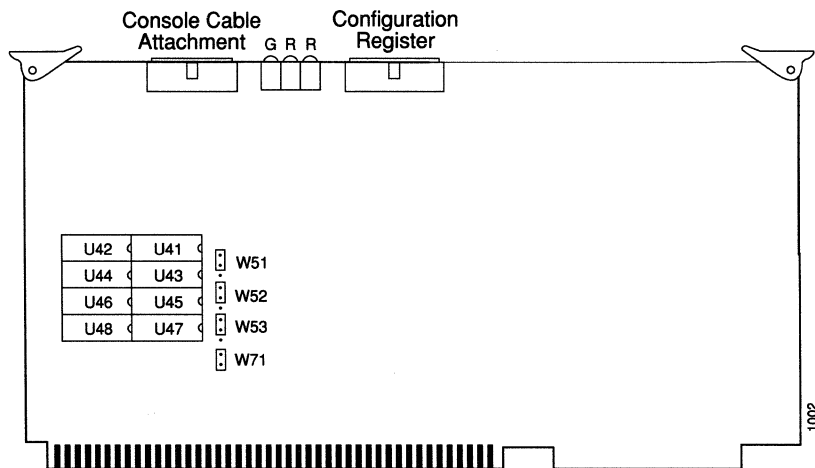 Console Cable
Attachment
G R R
Configuration
Register
U42 U41
U44 U43
U46 U45
U48 U47
W51
W52
W53
W71
1002